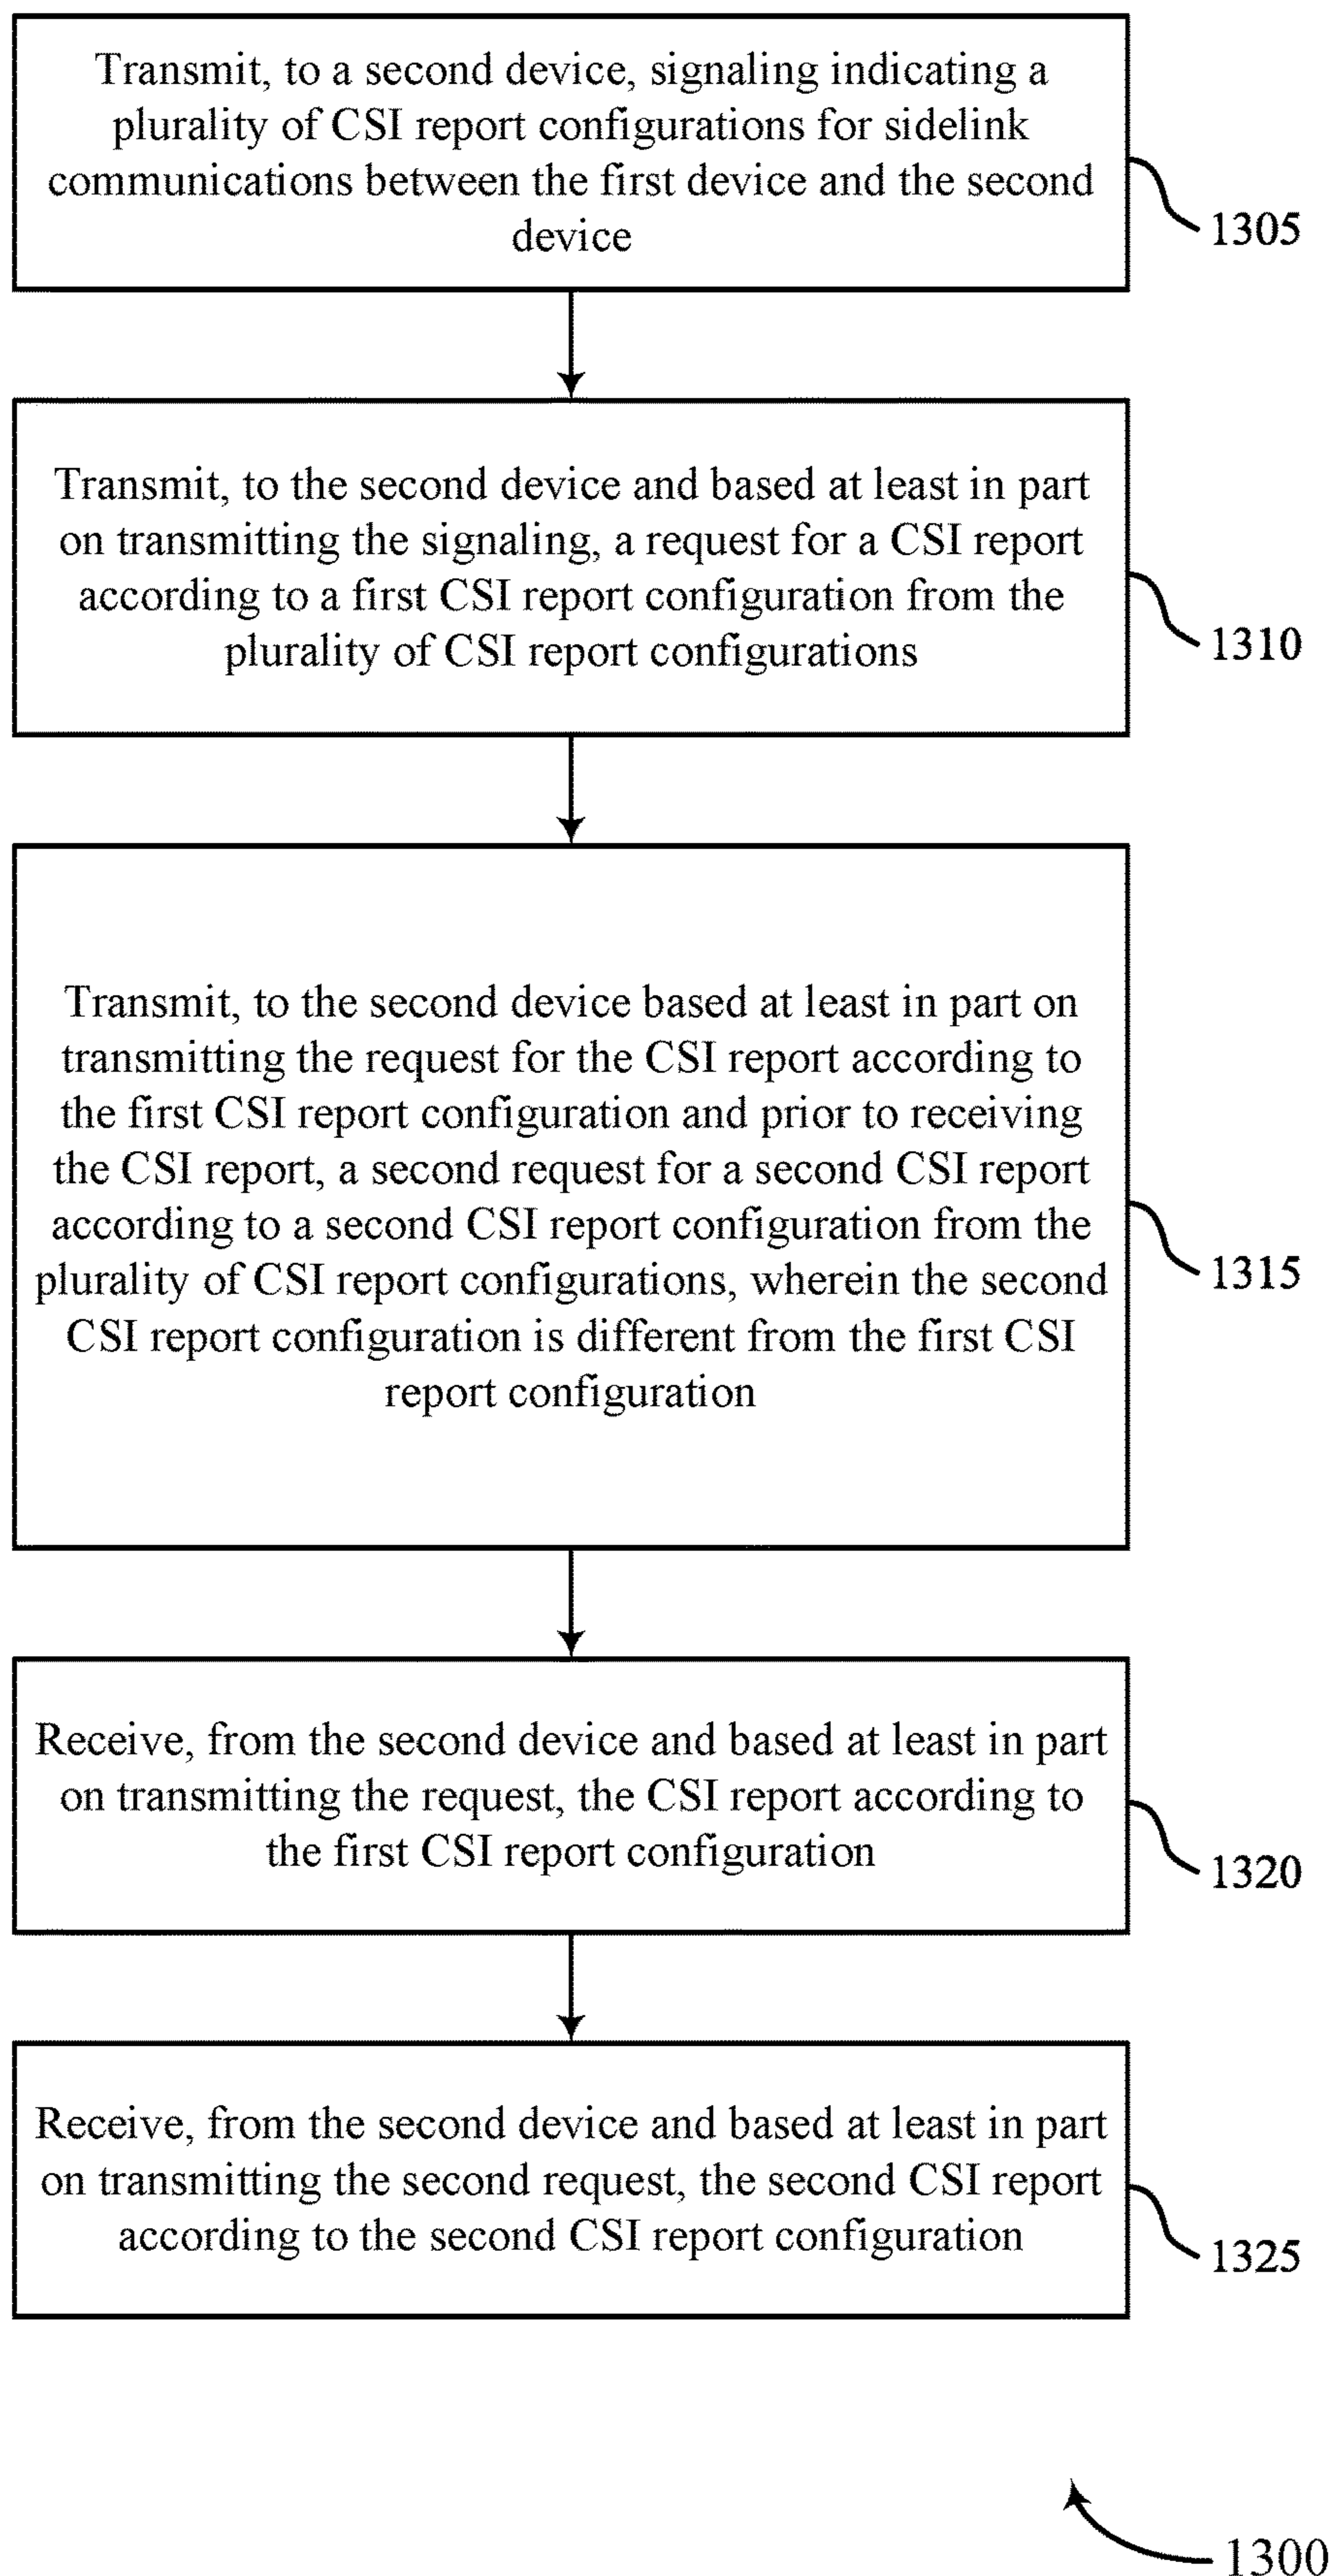 Transmit, to a second device, signaling indicating a
plurality of CSI report configurations for sidelink
communications between the first device and the second
device
1305
Transmit, to the second device and based at least in part
on transmitting the signaling, a request for a CSI report
according to a first CSI report configuration from the
plurality of CSI report configurations
1310
Transmit, to the second device based at least in part on
transmitting the request for the CSI report according to
the first CSI report configuration and prior to receiving
the CSI report, a second request for a second CSI report
according to a second CSI report configuration from the
plurality of CSI report configurations, wherein the second
CSI report configuration is different from the first CSI
report configuration
1315
Receive, from the second device and based at least in part
on transmitting the request, the CSI report according to
the first CSI report configuration
1320
Receive, from the second device and based at least in part
on transmitting the second request, the second CSI report
according to the second CSI report configuration
1325
1300